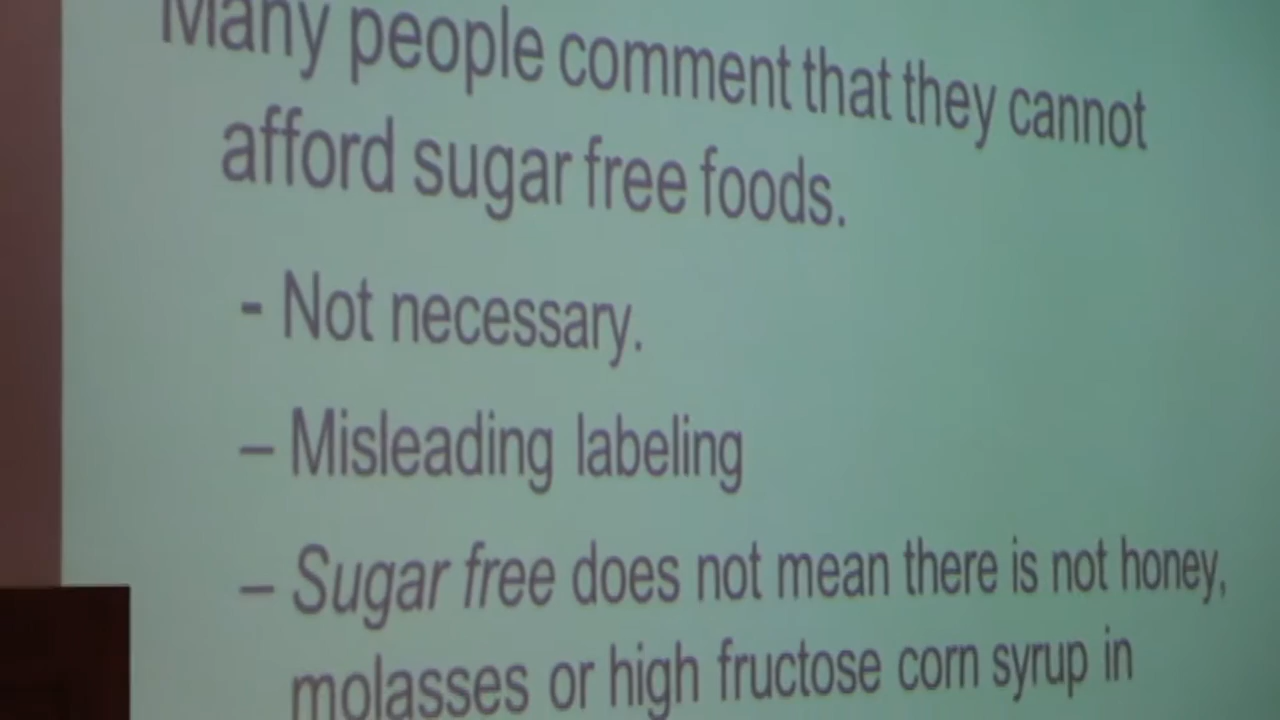 Many people comment that they cannot
afford sugar free foods.
- Not necessary.
– Misleading labeling
– Sugar free does not mean there is not honey,
molasses or high fructose corn syrup in